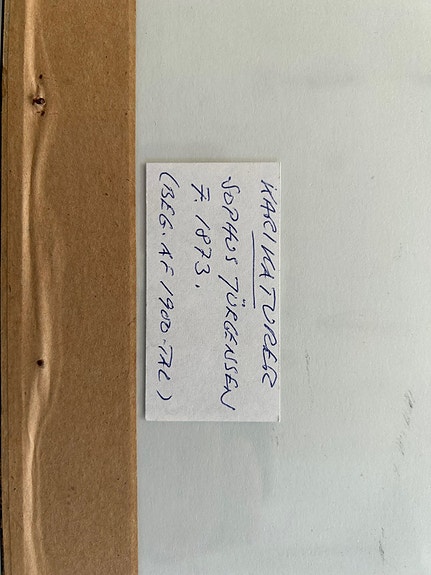 KARIKATURER
SOPHUS JÜRGENSEN
F. 1873.
(BEG. AF 1900-TAL)